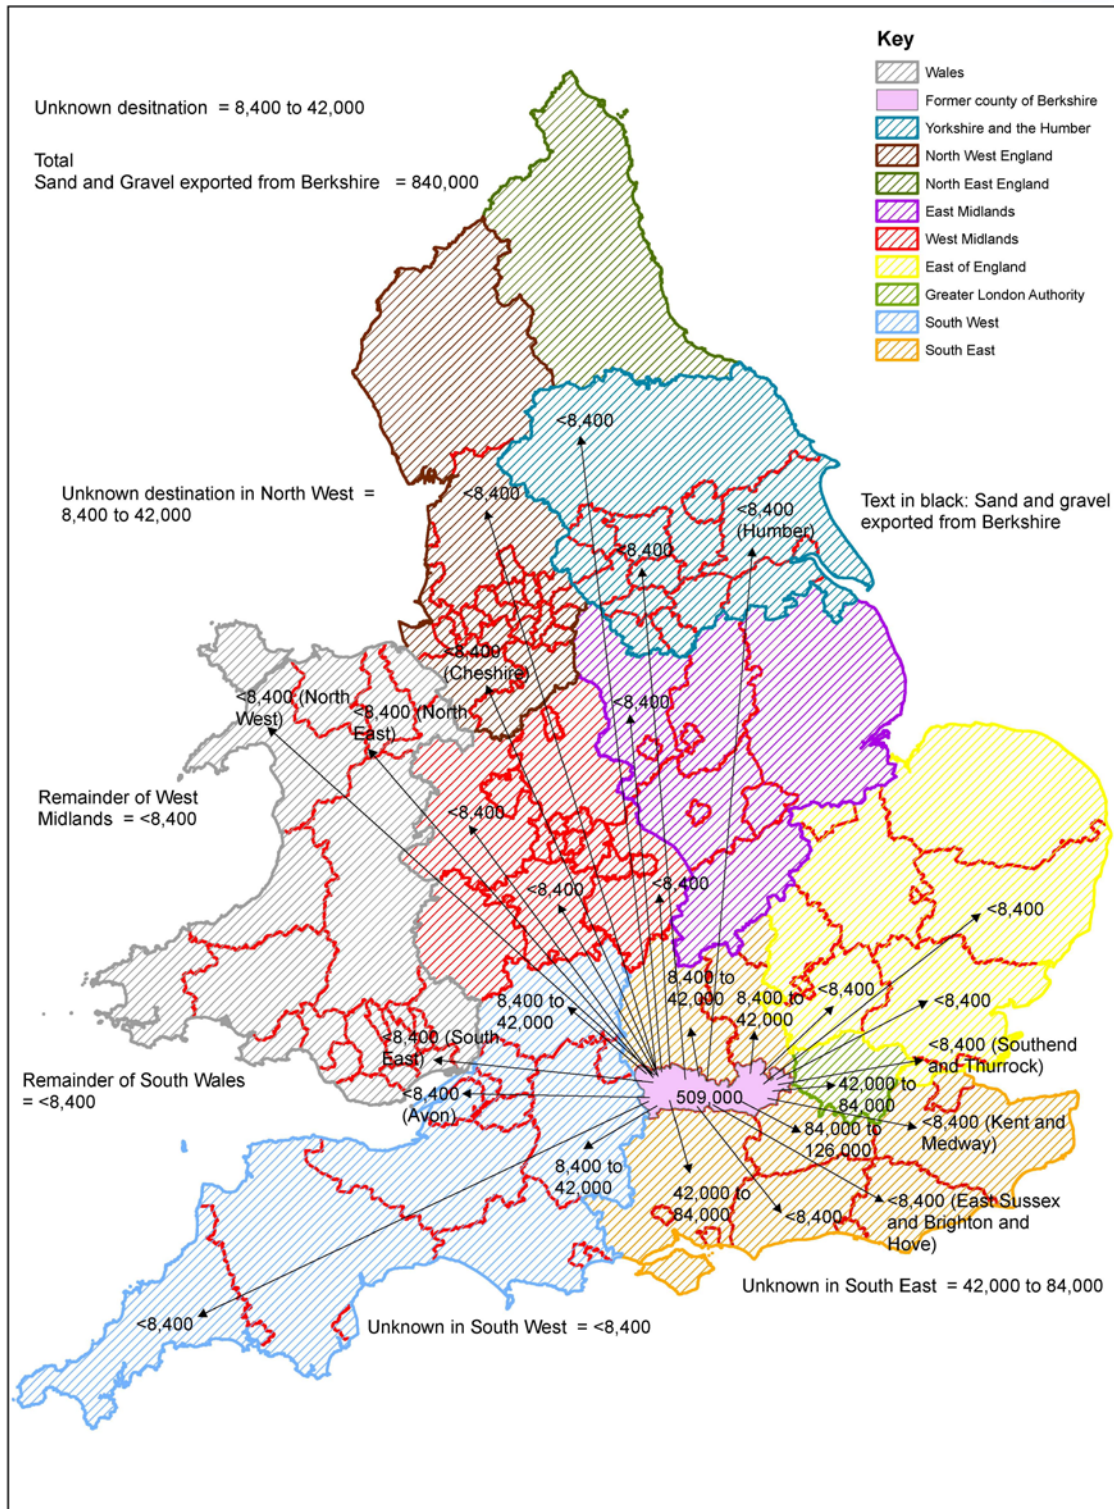 Key
Wales
Former county of Berkshire
Yorkshire and the Humber
North West England
North East England
East Midlands
West Midlands
East of England
Greater London Authority
South West
South East
Unknown desitnation = 8,400 to 42,000
Total
Sand and Gravel exported from Berkshire = 840,000
<8,400
<8,400
Unknown destination in North West =
8,400 to 42,000
<8,400
(Humber)
Text in black: Sand and gravel
exported from Berkshire
<8,400
<8,400
(Cheshire)
<8,400 (North
West)
<8,400 (North
East)
<8,400
Remainder of West
Midlands = <8,400
<8,400
<8,400
<8,400
<8,400
8,400 to
42,000
8,400 to
42,000
8,400 to
42,000
<8,400
<8,400
<8,400 (South
East)
<8,400 (Southend
and Thurrock)
Remainder of South Wales
= <8,400
<8,400
(Avon)
509,000
42,000 to
84,000
<8,400 (Kent and
Medway)
84,000 to
126,000
8,400 to
42,000
42,000 to
84,000
<8,400
<8,400 (East Sussex
and Brighton and
Hove)
Unknown in South East = 42,000 to 84,000
<8,400
Unknown in South West = <8,400